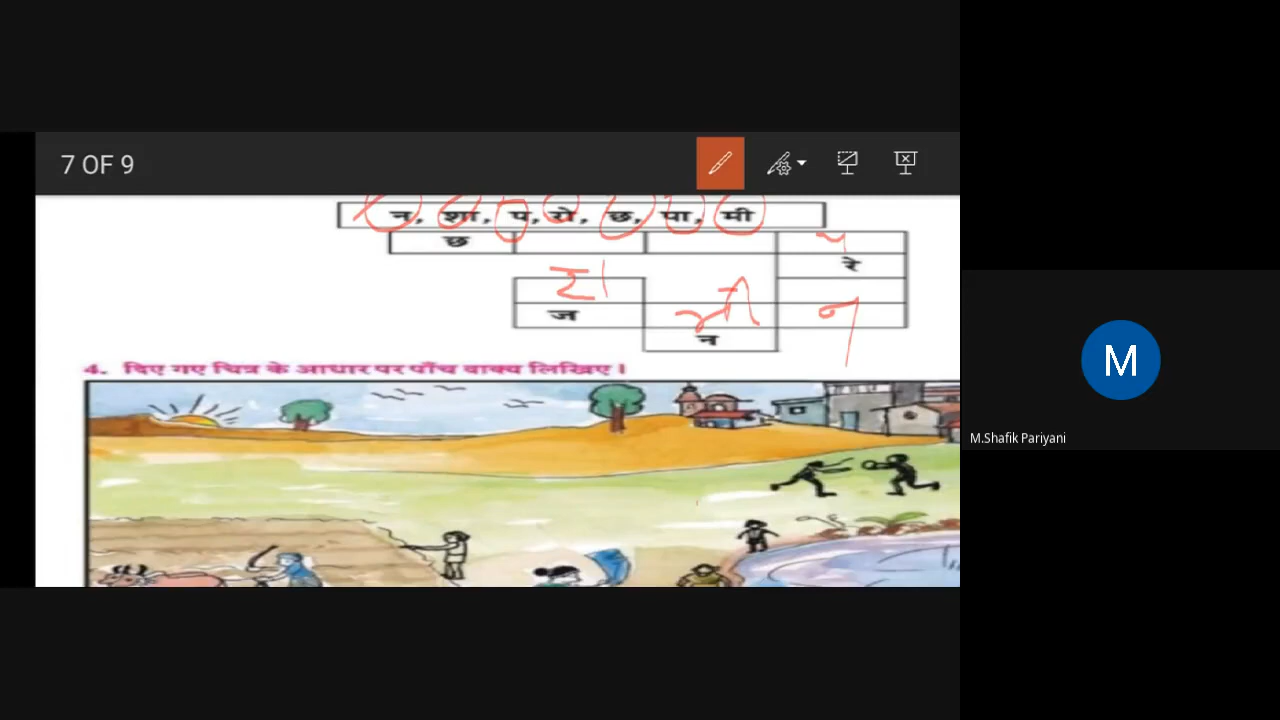 7 OF 9
न, शा, प, रो, छ, पा, मी
छ
रे
शा
ज
मी
न
न
4. दिए गए चित्र के आधार पर पाँच वाक्य लिखिए ।
M
M.Shafik Pariyani